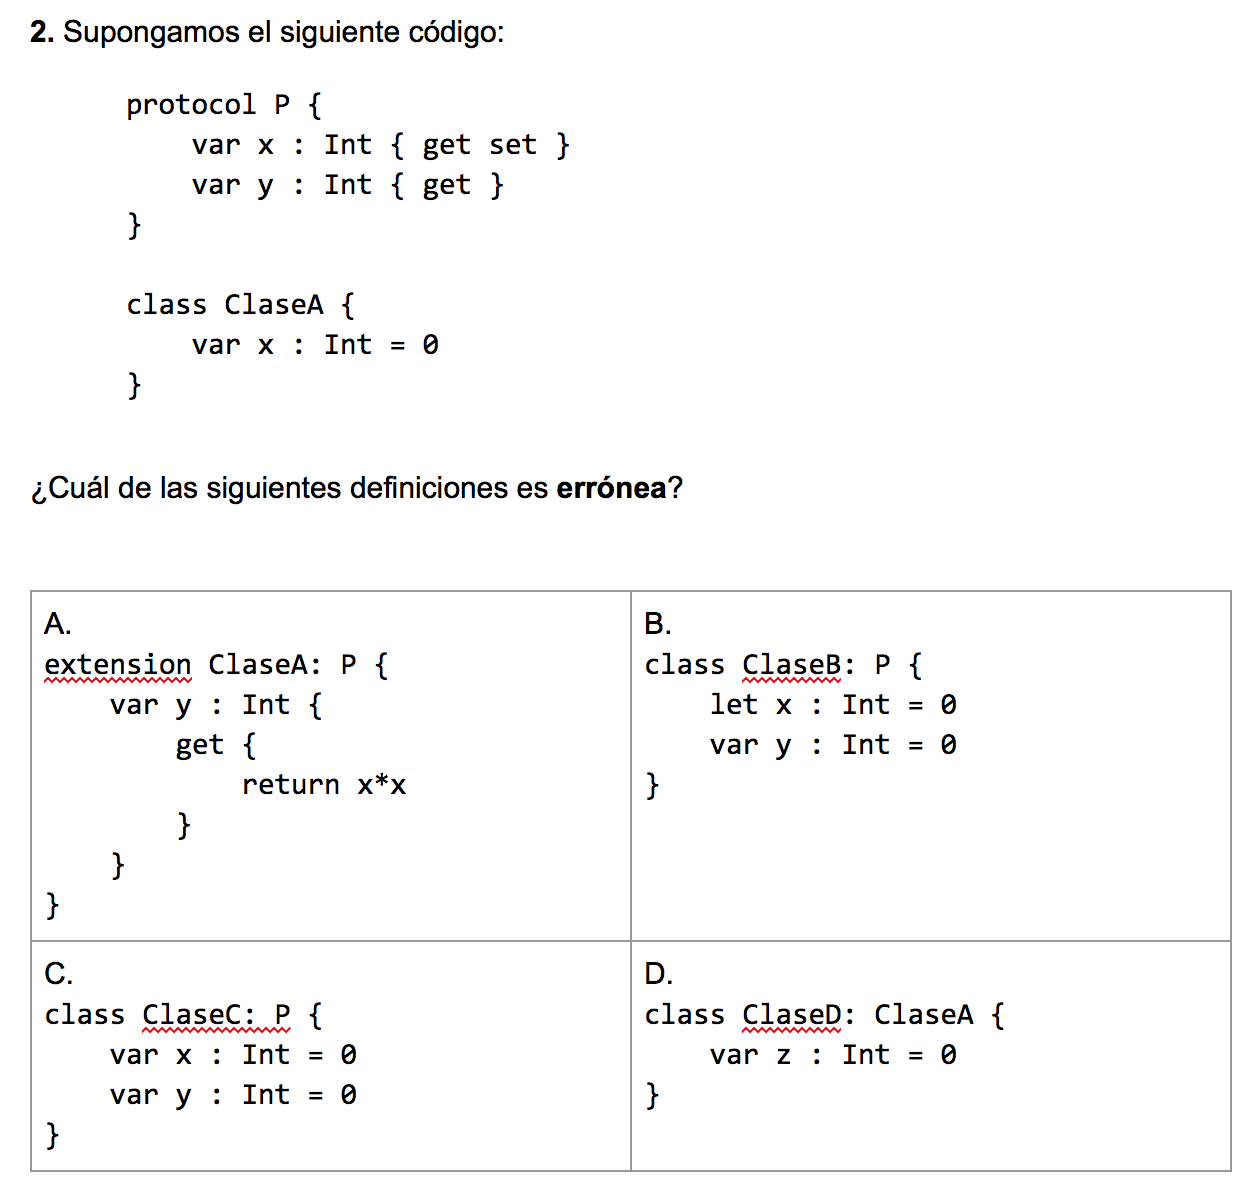 2. Supongamos el siguiente código:
protocol P {
    var x : Int { get set }
    var y : Int { get }
}
class ClaseA {
    var x : Int = 0
}
¿Cuál de las siguientes definiciones es errónea?
A.
extension ClaseA: P {
    var y : Int {
        get {
            return x*x
        }
    }
}
B.
class ClaseB: P {
    let x : Int = 0
    var y : Int = 0
}
C.
class ClaseC: P {
    var x : Int = 0
    var y : Int = 0
}
D.
class ClaseD: ClaseA {
    var z : Int = 0
}